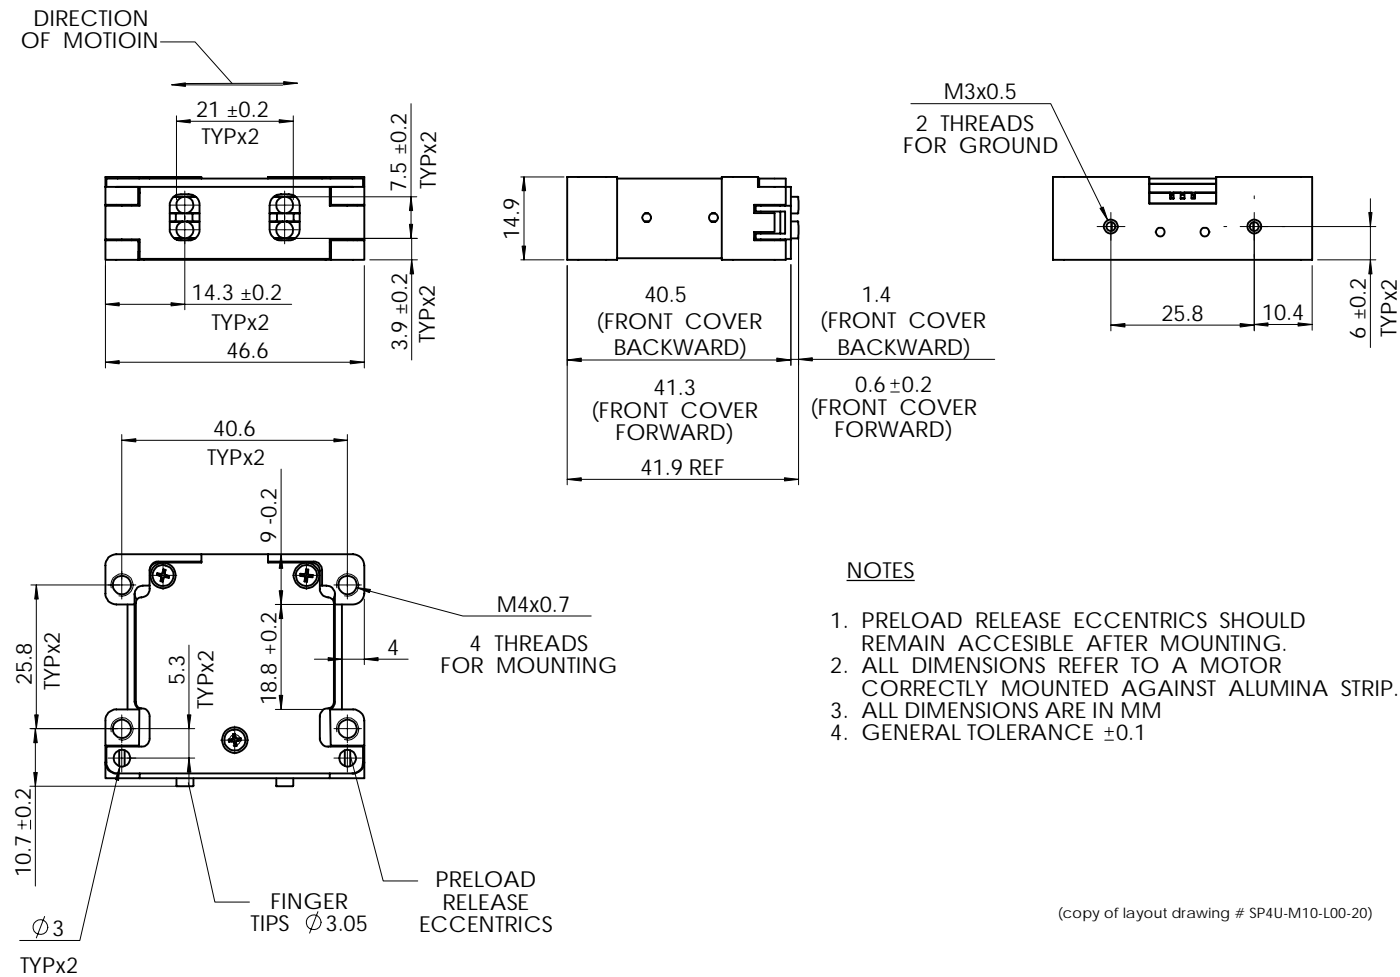 DIRECTION
OF MOTIOIN
21 ±0.2
TYPx2
7.5 ±0.2
TYPx2
3.9 ±0.2
TYPx2
14.3 ±0.2
TYPx2
46.6
14.9
40.5
(FRONT COVER
BACKWARD)
1.4
(FRONT COVER
BACKWARD)
41.3
(FRONT COVER
FORWARD)
0.6±0.2
(FRONT COVER
FORWARD)
41.9 REF
M3x0.5
2 THREADS
FOR GROUND
25.8
10.4
6 ±0.2
TYPx2
40.6
TYPx2
9 -0.2
18.8 +0.2
4
M4x0.7
4 THREADS
FOR MOUNTING
25.8
TYPx2
5.3
TYPx2
10.7 ±0.2
∅3
TYPx2
FINGER
TIPS ∅3.05
PRELOAD
RELEASE
ECCENTRICS
NOTES
1. PRELOAD RELEASE ECCENTRICS SHOULD
REMAIN ACCESIBLE AFTER MOUNTING.
2. ALL DIMENSIONS REFER TO A MOTOR
CORRECTLY MOUNTED AGAINST ALUMINA STRIP.
3. ALL DIMENSIONS ARE IN MM
4. GENERAL TOLERANCE ±0.1
(copy of layout drawing # SP4U-M10-L00-20)